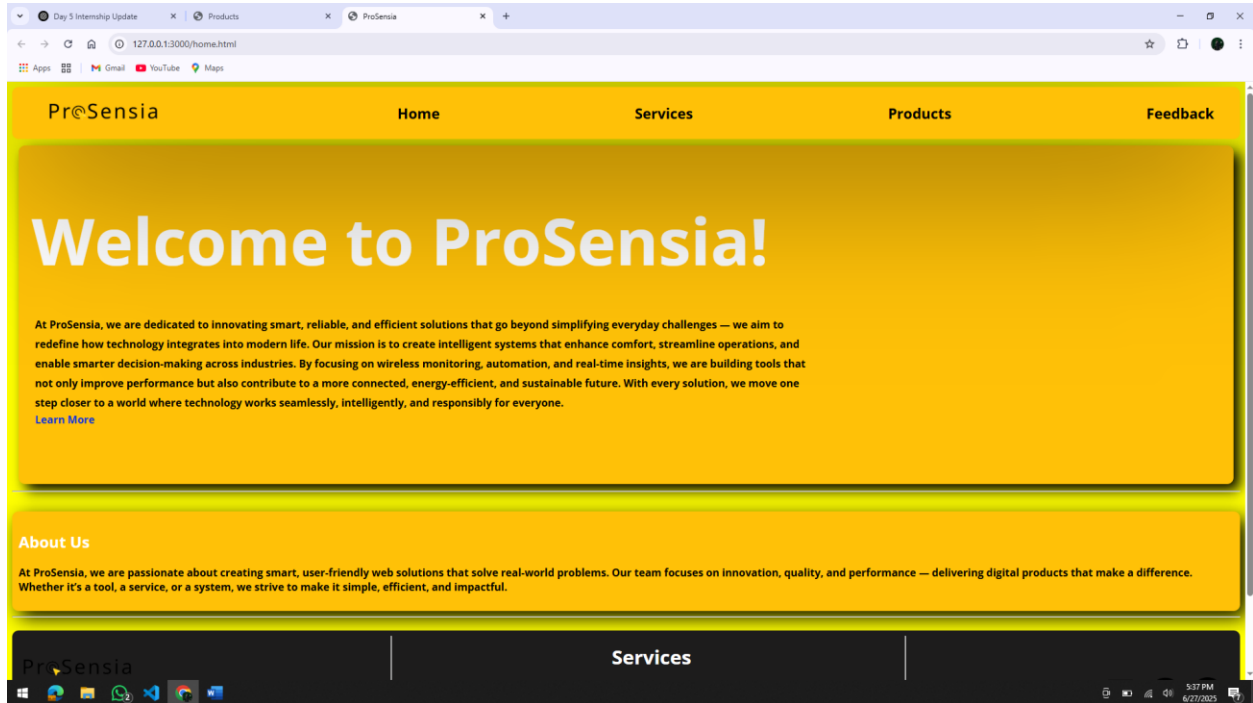 Day 5 Internship Update
Products
ProSensia
127.0.0.1:3000/home.html
Apps
Gmail
YouTube
Maps
ProSensia
Home
Services
Products
Feedback
Welcome to ProSensia!
At ProSensia, we are dedicated to innovating smart, reliable, and efficient solutions that go beyond simplifying everyday challenges — we aim to
redefine how technology integrates into modern life. Our mission is to create intelligent systems that enhance comfort, streamline operations, and
enable smarter decision-making across industries. By focusing on wireless monitoring, automation, and real-time insights, we are building tools that
not only improve performance but also contribute to a more connected, energy-efficient, and sustainable future. With every solution, we move one
step closer to a world where technology works seamlessly, intelligently, and responsibly for everyone.
Learn More
About Us
At ProSensia, we are passionate about creating smart, user-friendly web solutions that solve real-world problems. Our team focuses on innovation, quality, and performance — delivering digital products that make a difference.
Whether it's a tool, a service, or a system, we strive to make it simple, efficient, and impactful.
ProSensia
Services
5:37 PM
6/27/2025